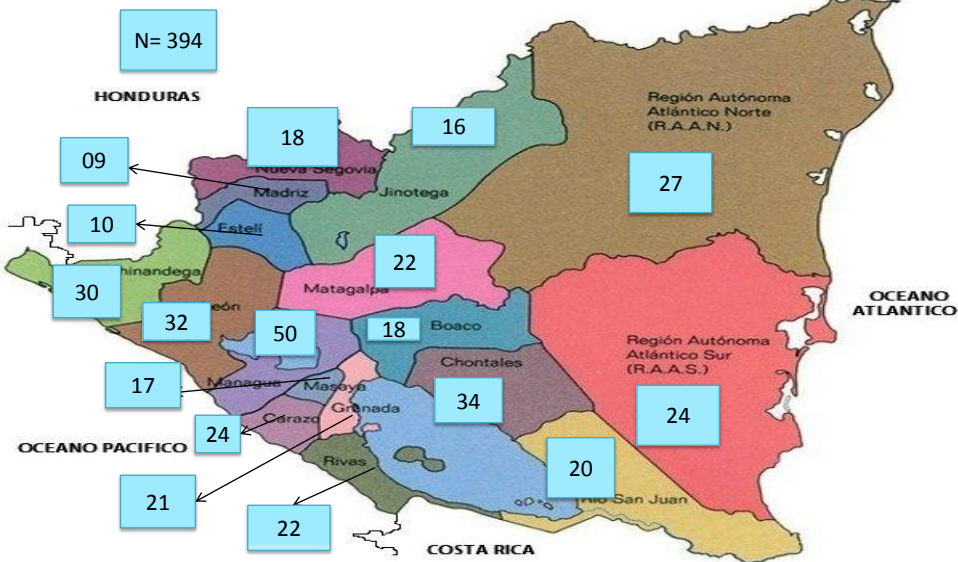 N= 394
HONDURAS
Región Autónoma
Atlántico Norte
(R.A.A.N.)
16
18
Nueva Segovia
09
27
Madriz
Jinotega
10
Estelí
22
hinandega
30
Matagalpa
OCEANO
ATLANTICO
32
eón
50
18
Boaco
Región Autónoma
Atlántico Sur
(R.A.A.S.)
Chontales
17
Managua
Masaya
34
Granada
24
Carazo
24
OCEANO PACIFICO
Rivas
20
21
Río San Juan
22
COSTA RICA